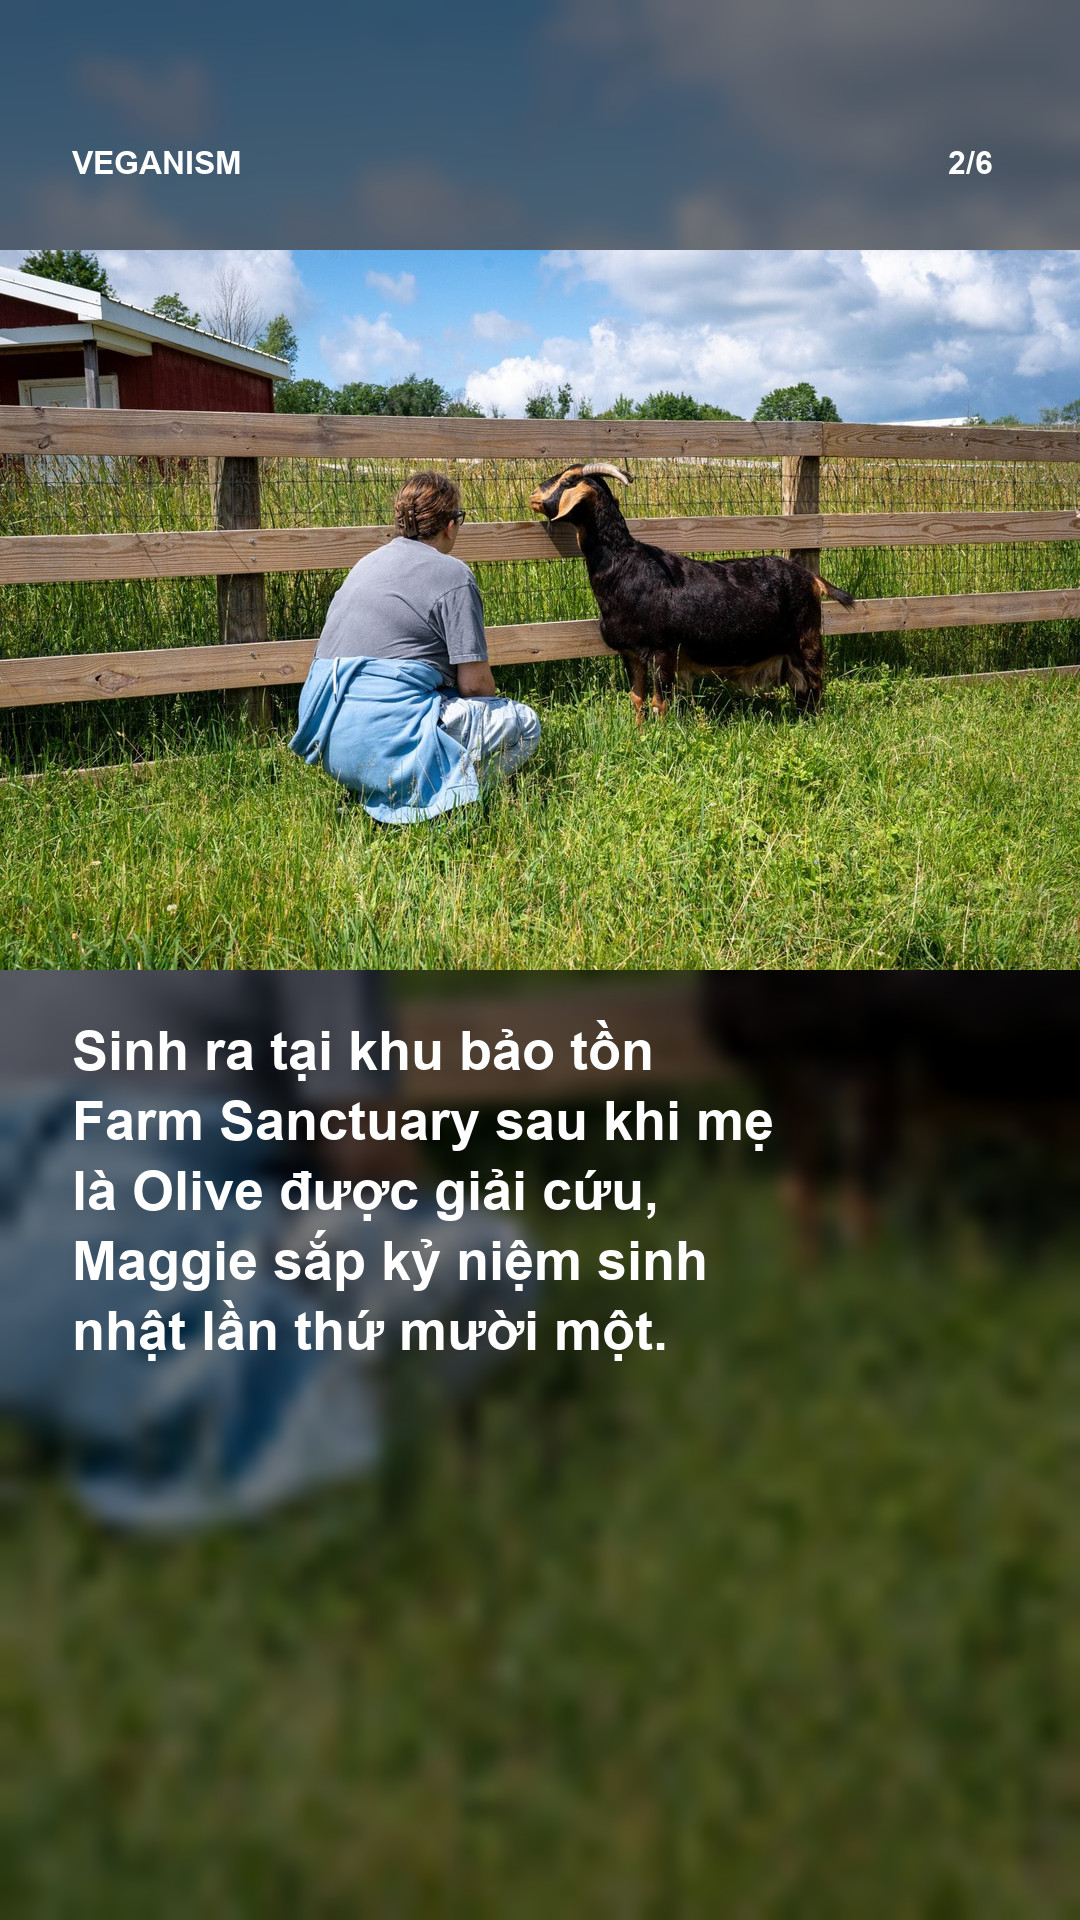 VEGANISM
2/6
Sinh ra tại khu bảo tồn
Farm Sanctuary sau khi mẹ
là Olive được giải cứu,
Maggie sắp kỷ niệm sinh
nhật lần thứ mười một.